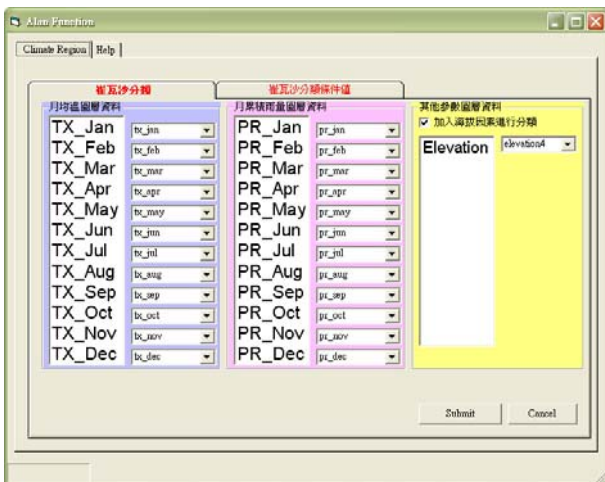 Alan Function
Climate Region Help
崔瓦沙分類 崔瓦沙分類條件值
月均溫圖層資料
TX_Jan tx_jan
TX_Feb tx_feb
TX_Mar tx_mar
TX_Apr tx_apr
TX_May tx_may
TX_Jun tx_jun
TX_Jul tx_jul
TX_Aug tx_aug
TX_Sep tx_sep
TX_Oct tx_oct
TX_Nov tx_nov
TX_Dec tx_dec
月累積雨量圖層資料
PR_Jan pr_jan
PR_Feb pr_feb
PR_Mar pr_mar
PR_Apr pr_apr
PR_May pr_may
PR_Jun pr_jun
PR_Jul pr_jul
PR_Aug pr_aug
PR_Sep pr_sep
PR_Oct pr_oct
PR_Nov pr_nov
PR_Dec pr_dec
其他參數圖層資料
加入海拔因素進行分類
Elevation elevation4
Submit Cancel